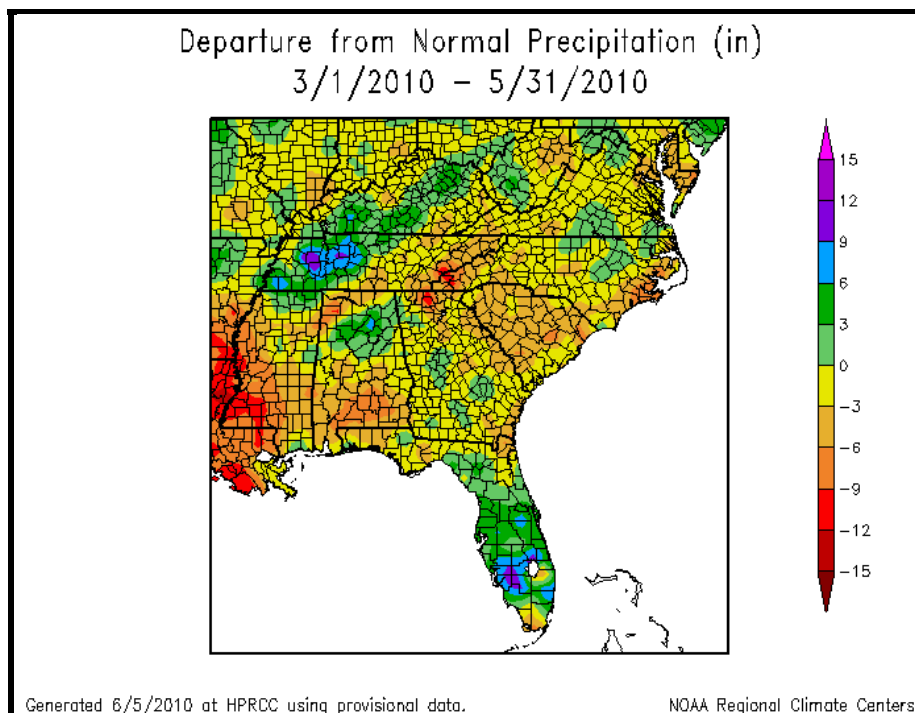 Departure from Normal Precipitation (in)
3/1/2010 – 5/31/2010
15
12
9
6
3
0
−3
−6
−9
−12
−15
Generated 6/5/2010 at HPRCC using provisional data.
NOAA Regional Climate Centers